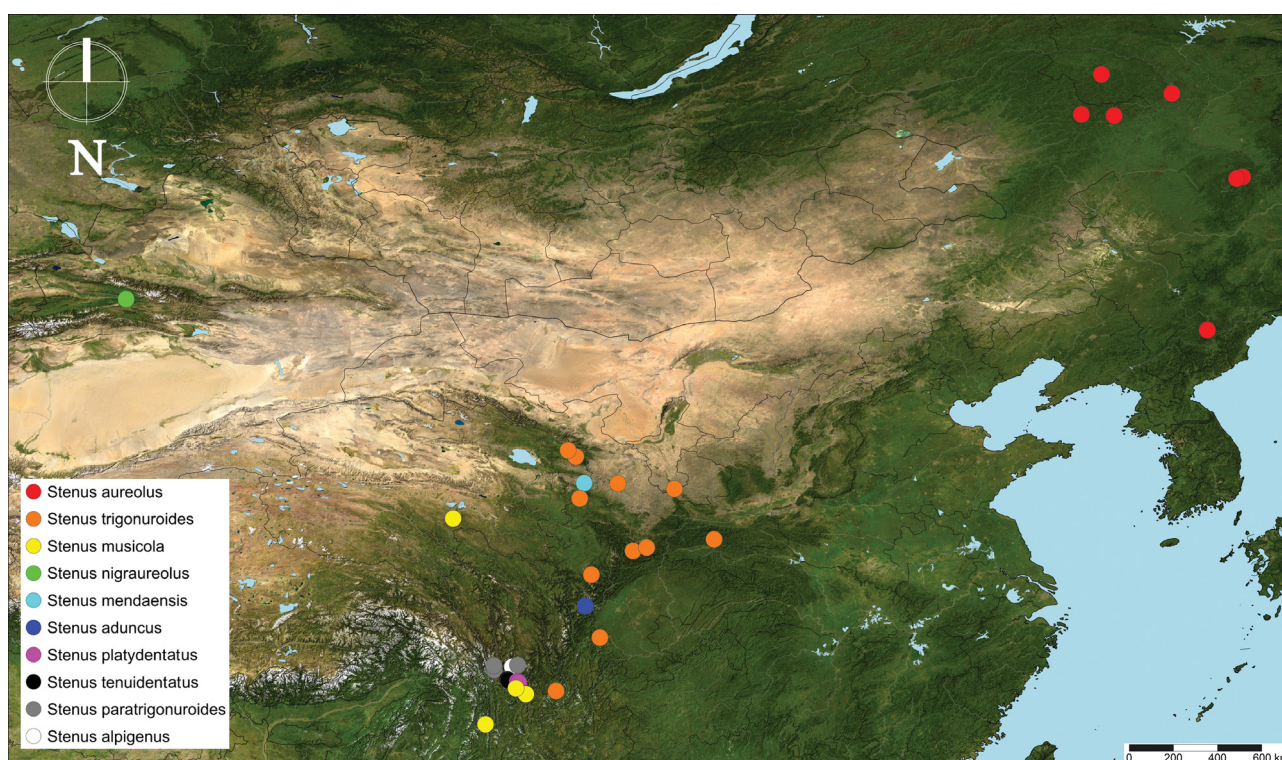 N
Stenus aureolus
Stenus trigonuroides
Stenus musicola
Stenus nigraureolus
Stenus mendaensis
Stenus aduncus
Stenus platydentatus
Stenus tenuidentatus
Stenus paratrigonuroides
Stenus alpigenus
0 200 400 600 km